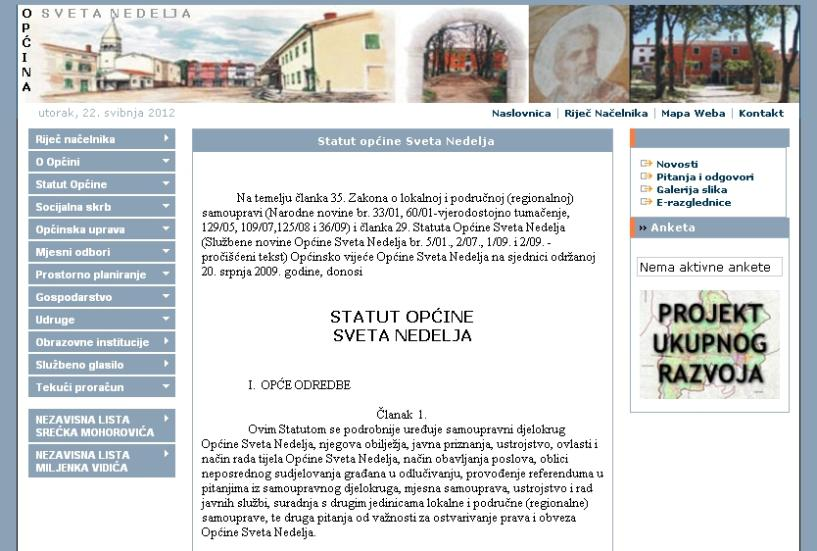 OPĆINA
SVETA NEDELJA
utorak, 22. svibnja 2012
Naslovnica | Riječ Načelnika | Mapa Weba | Kontakt
Riječ načelnika
O Općini
Statut Općine
Socijalna skrb
Općinska uprava
Mjesni odbori
Prostorno planiranje
Gospodarstvo
Udruge
Obrazovne institucije
Službeno glasilo
Tekući proračun
NEZAVISNA LISTA
SREĆKA MOHOROVIĆA
NEZAVISNA LISTA
MILJENKA VIDIĆA
Statut općine Sveta Nedelja
Na temelju članka 35. Zakona o lokalnoj i područnoj (regionalnoj)
samoupravi (Narodne novine br. 33/01, 60/01-vjerodostojno tumačenje,
129/05, 109/07,125/08 i 36/09) i članka 29. Statuta Općine Sveta Nedelja
(Službene novine Općine Sveta Nedelja br. 5/01., 2/07., 1/09. i 2/09. -
pročišćeni tekst) Općinsko vijeće Općine Sveta Nedelja na sjednici održanoj
20. srpnja 2009. godine, donosi
STATUT OPĆINE
SVETA NEDELJA
I. OPĆE ODREDBE
Članak 1.
Ovim Statutom se podrobnije uređuje samoupravni djelokrug
Općine Sveta Nedelja, njegova obilježja, javna priznanja, ustrojstvo, ovlasti i
način rada tijela Općine Sveta Nedelja, način obavljanja poslova, oblici
neposrednog sudjelovanja građana u odlučivanju, provođenje referenduma u
pitanjima iz samoupravnog djelokruga, mjesna samouprava, ustrojstvo i rad
javnih službi, suradnja s drugim jedinicama lokalne i područne (regionalne)
samouprave, te druga pitanja od važnosti za ostvarivanje prava i obveza
Općine Sveta Nedelja.
Novosti
Pitanja i odgovori
Galerija slika
E-razglednice
» Anketa
Nema aktivne ankete
PROJEKT
UKUPNOG
RAZVOJA